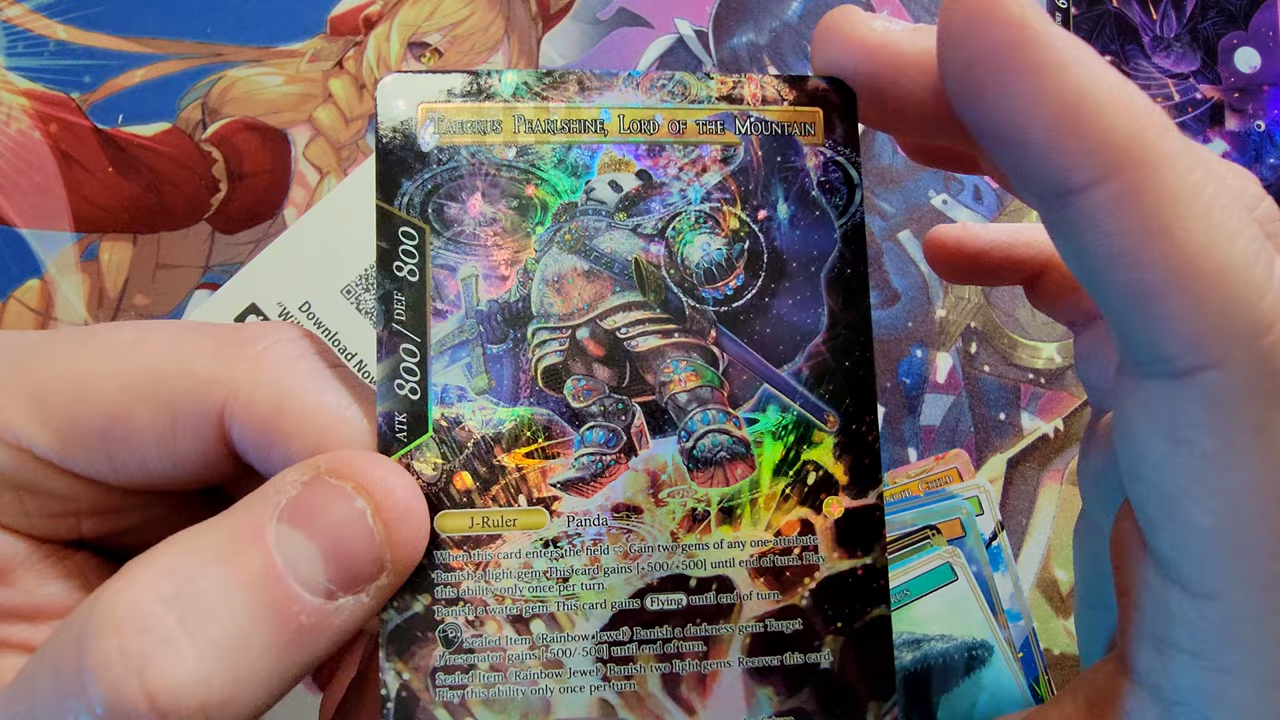 Taegrus Pearlshine, Lord of the Mountain
ATK 800 / DEF 800
J-Ruler Panda
When this card enters the field ⇨ Gain two gems of any one attribute.
Banish a light gem: This card gains [+500/+500] until end of turn. Play
this ability only once per turn.
Banish a water gem: This card gains Flying until end of turn.
Sealed Item (Rainbow Jewel) Banish a darkness gem: Target
J/resonator gains [-500/-500] until end of turn.
Sealed Item (Rainbow Jewel) Banish two light gems: Recover this card.
Play this ability only once per turn.
Download Now
Child
DEF